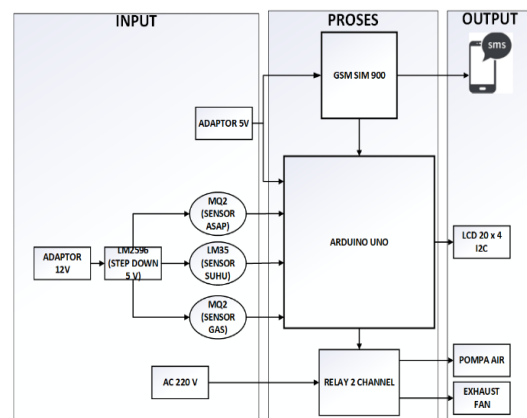 INPUT
PROSES
OUTPUT
sms
GSM SIM 900
ADAPTOR 5V
MQ2
(SENSOR
ASAP)
ARDUINO UNO
LCD 20 x 4
I2C
ADAPTOR
12V
LM2596
(STEP DOWN
5 V)
LM35
(SENSOR
SUHU)
MQ2
(SENSOR
GAS)
AC 220 V
RELAY 2 CHANNEL
POMPA AIR
EXHAUST
FAN